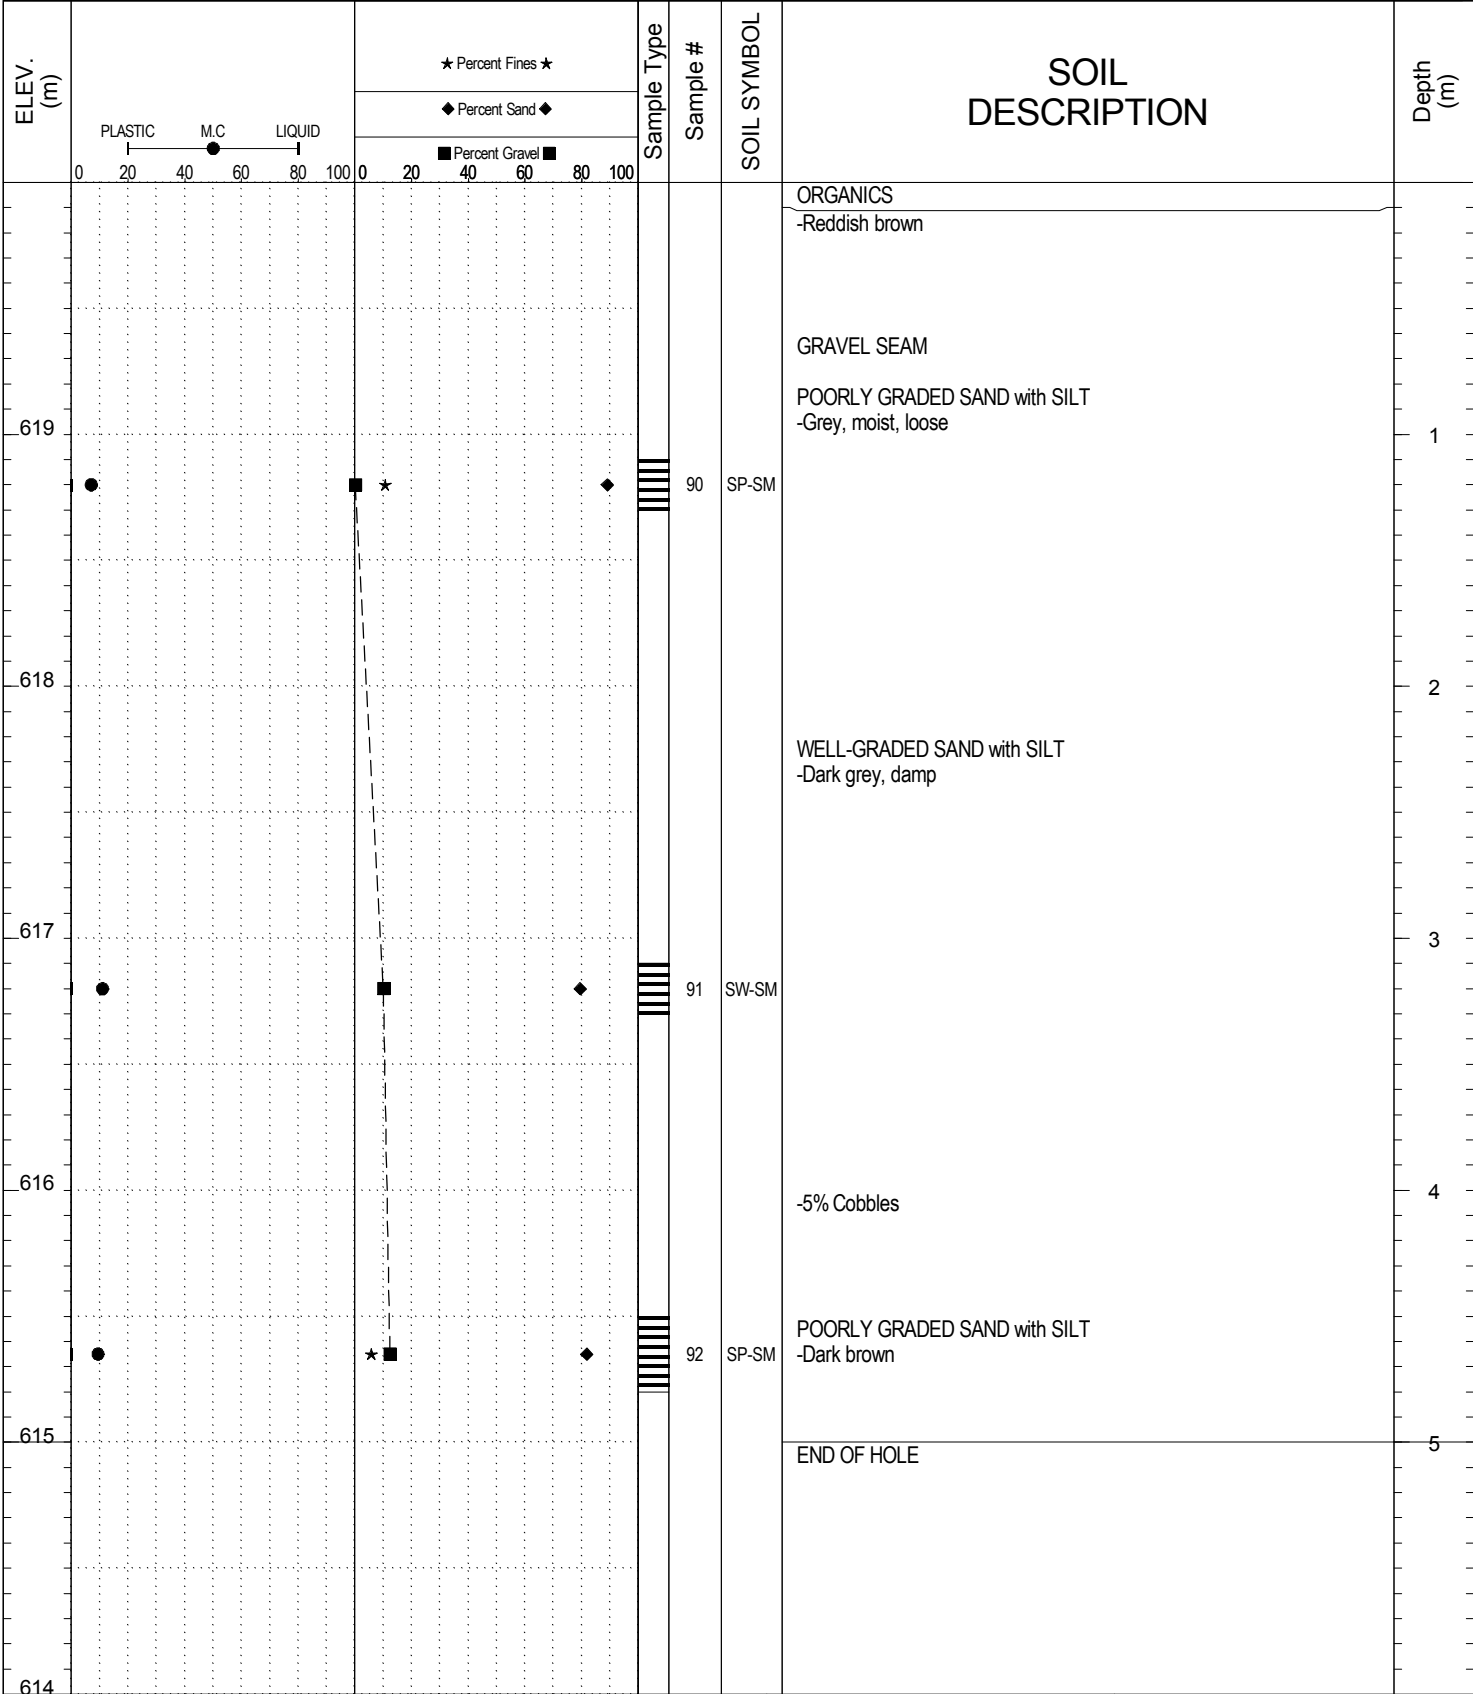 ELEV.
(m)
PLASTIC M.C LIQUID
0 20 40 60 80 100
★ Percent Fines ★
◆ Percent Sand ◆
■ Percent Gravel ■
0 20 40 60 80 100
Sample Type
Sample #
SOIL SYMBOL
SOIL
DESCRIPTION
Depth
(m)
ORGANICS
-Reddish brown
GRAVEL SEAM
POORLY GRADED SAND with SILT
-Grey, moist, loose
619 1
90 SP-SM
618 2
WELL-GRADED SAND with SILT
-Dark grey, damp
617 3
91 SW-SM
616 4
-5% Cobbles
POORLY GRADED SAND with SILT
92 SP-SM -Dark brown
615 5
END OF HOLE
614